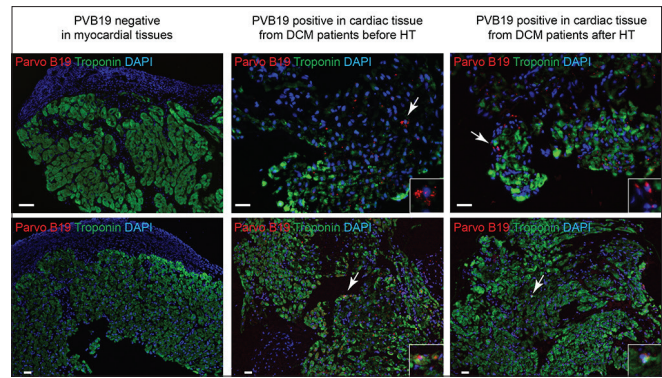 PVB19 negative
in myocardial tissues
PVB19 positive in cardiac tissue
from DCM patients before HT
PVB19 positive in cardiac tissue
from DCM patients after HT
Parvo B19 Troponin DAPI
Parvo B19 Troponin DAPI
Parvo B19 Troponin DAPI
Parvo B19 Troponin DAPI
Parvo B19 Troponin DAPI
Parvo B19 Troponin DAPI